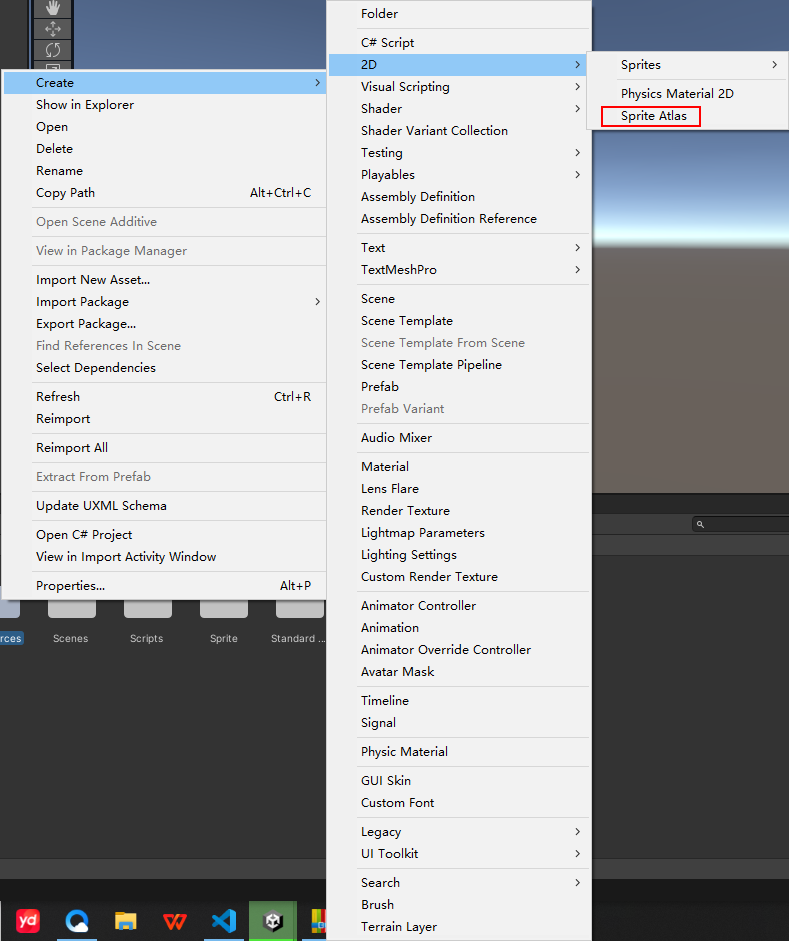 Create
Show in Explorer
Open
Delete
Rename
Copy Path Alt+Ctrl+C
Open Scene Additive
View in Package Manager
Import New Asset...
Import Package
Export Package...
Find References In Scene
Select Dependencies
Refresh Ctrl+R
Reimport
Reimport All
Extract From Prefab
Update UXML Schema
Open C# Project
View in Import Activity Window
Properties... Alt+P
Folder
C# Script
2D
Visual Scripting
Shader
Shader Variant Collection
Testing
Playables
Assembly Definition
Assembly Definition Reference
Text
TextMeshPro
Scene
Scene Template
Scene Template From Scene
Scene Template Pipeline
Prefab
Prefab Variant
Audio Mixer
Material
Lens Flare
Render Texture
Lightmap Parameters
Lighting Settings
Custom Render Texture
Animator Controller
Animation
Animator Override Controller
Avatar Mask
Timeline
Signal
Physic Material
GUI Skin
Custom Font
Legacy
UI Toolkit
Search
Brush
Terrain Layer
Sprites
Physics Material 2D
Sprite Atlas
rces Scenes Scripts Sprite Standard ...
yd